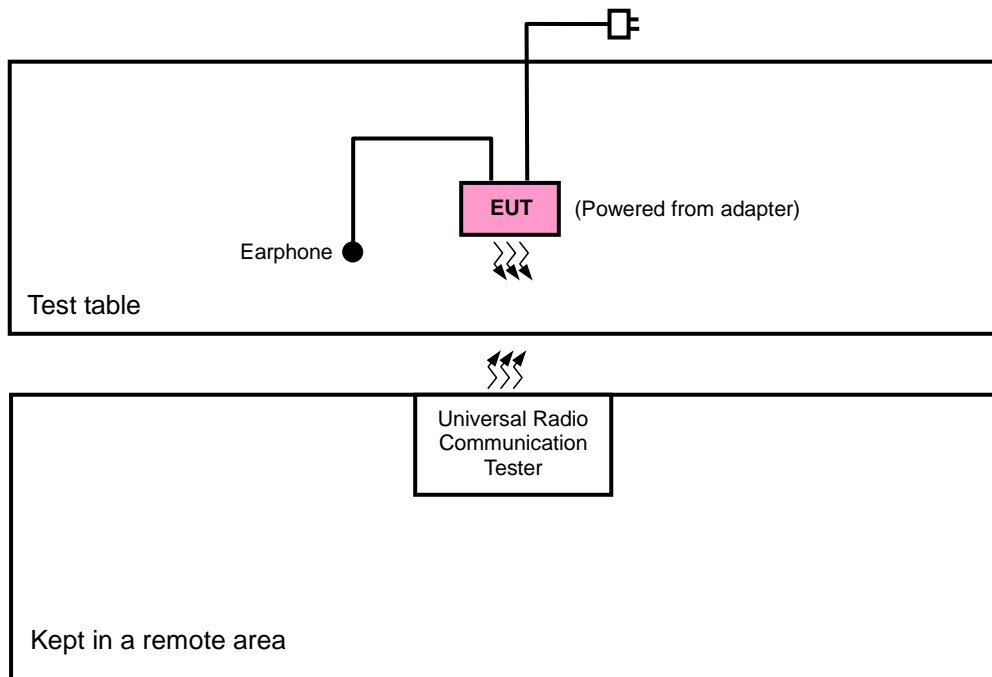 EUT
(Powered from adapter)
Earphone
Test table
Universal Radio
Communication
Tester
Kept in a remote area